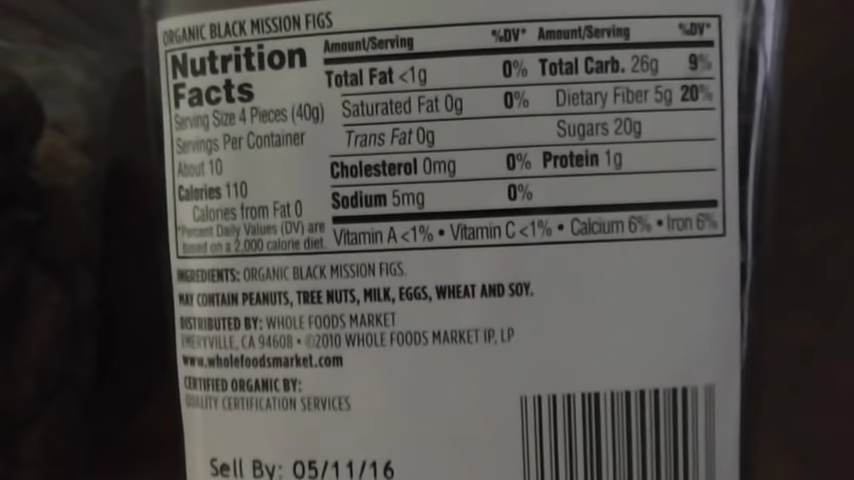 ORGANIC BLACK MISSION FIGS
Nutrition
Facts
Serving Size 4 Pieces (40g)
Servings Per Container
About 10
Calories 110
Calories from Fat 0
*Percent Daily Values (DV) are
based on a 2,000 calorie diet.
Amount/Serving %DV* Amount/Serving %DV*
Total Fat <1g 0% Total Carb. 26g 9%
Saturated Fat 0g 0% Dietary Fiber 5g 20%
Trans Fat 0g Sugars 20g
Cholesterol 0mg 0% Protein 1g
Sodium 5mg 0%
Vitamin A <1% • Vitamin C <1% • Calcium 6% • Iron 6%
INGREDIENTS: ORGANIC BLACK MISSION FIGS.
MAY CONTAIN PEANUTS, TREE NUTS, MILK, EGGS, WHEAT AND SOY.
DISTRIBUTED BY: WHOLE FOODS MARKET
EMERYVILLE, CA 94608 • ©2010 WHOLE FOODS MARKET IP, LP
www.wholefoodsmarket.com
CERTIFIED ORGANIC BY:
QUALITY CERTIFICATION SERVICES
Sell By: 05/11/16